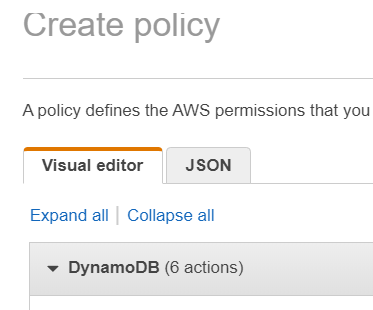 Create policy
A policy defines the AWS permissions that you
Visual editor JSON
Expand all | Collapse all
DynamoDB (6 actions)